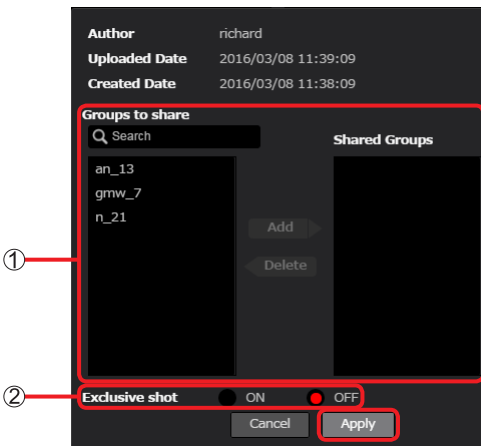 Author richard
Uploaded Date 2016/03/08 11:39:09
Created Date 2016/03/08 11:38:09
Groups to share
Search
Shared Groups
an_13
gmw_7
n_21
Add
Delete
①
② Exclusive shot ON OFF
Cancel Apply